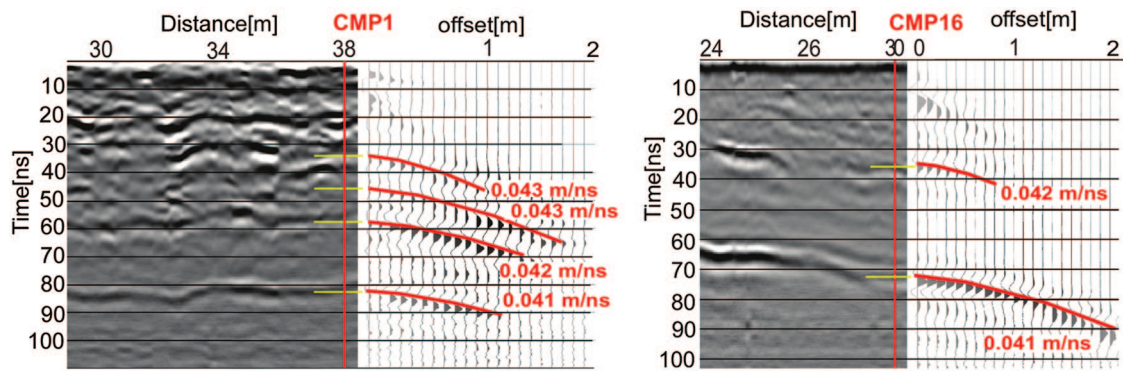 Distance[m] CMP1 offset[m]
30 34 38 1 2
Time[ns]
10
20
30
40
50
60
70
80
90
100
0.043 m/ns
0.043 m/ns
0.042 m/ns
0.041 m/ns
Distance[m] CMP16 offset[m]
24 26 30 0 1 2
Time[ns]
10
20
30
40
50
60
70
80
90
100
0.042 m/ns
0.041 m/ns